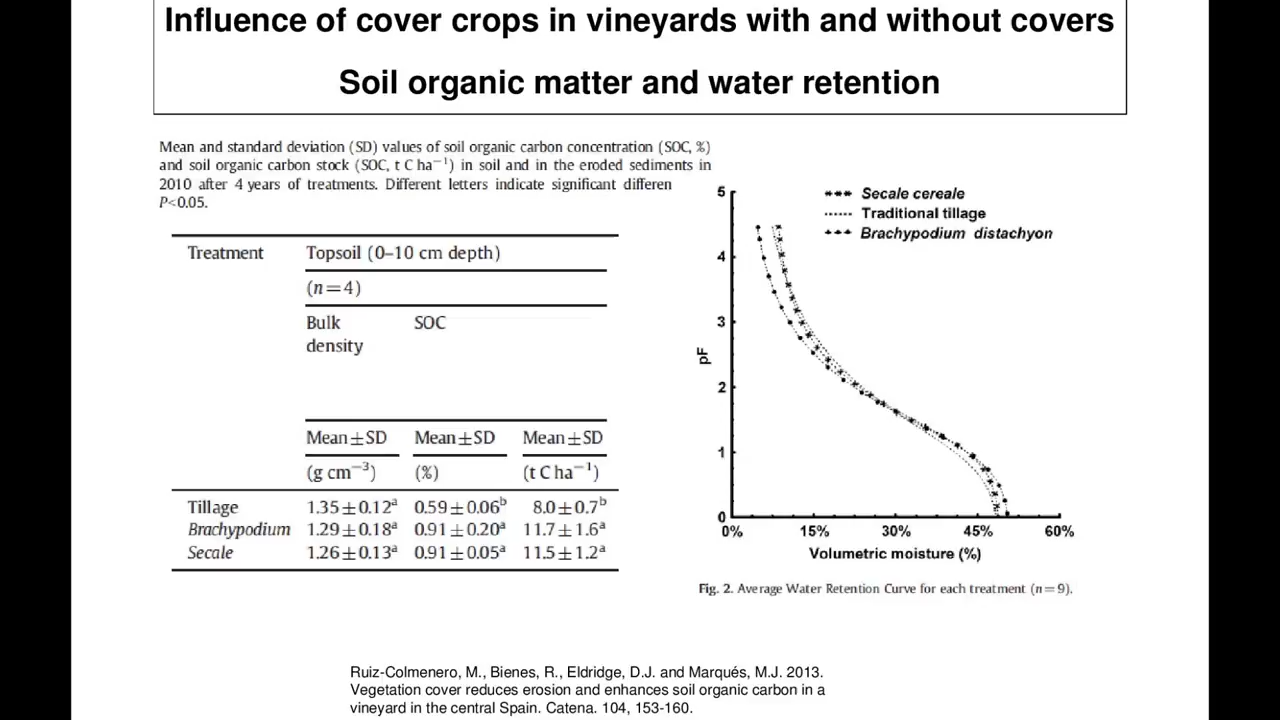 Influence of cover crops in vineyards with and without covers
Soil organic matter and water retention
Mean and standard deviation (SD) values of soil organic carbon concentration (SOC, %)
and soil organic carbon stock (SOC, t C ha−1) in soil and in the eroded sediments in
2010 after 4 years of treatments. Different letters indicate significant differen
P<0.05.
Treatment Topsoil (0–10 cm depth)
(n=4)
Bulk SOC
density
Mean±SD Mean±SD Mean±SD
(g cm−3) (%) (t C ha−1)
Tillage 1.35±0.12a 0.59±0.06b 8.0±0.7b
Brachypodium 1.29±0.18a 0.91±0.20a 11.7±1.6a
Secale 1.26±0.13a 0.91±0.05a 11.5±1.2a
Secale cereale
Traditional tillage
Brachypodium distachyon
5
4
3
2
1
0
pF
0% 15% 30% 45% 60%
Volumetric moisture (%)
Fig. 2. Average Water Retention Curve for each treatment (n=9).
Ruiz-Colmenero, M., Bienes, R., Eldridge, D.J. and Marqués, M.J. 2013.
Vegetation cover reduces erosion and enhances soil organic carbon in a
vineyard in the central Spain. Catena. 104, 153-160.